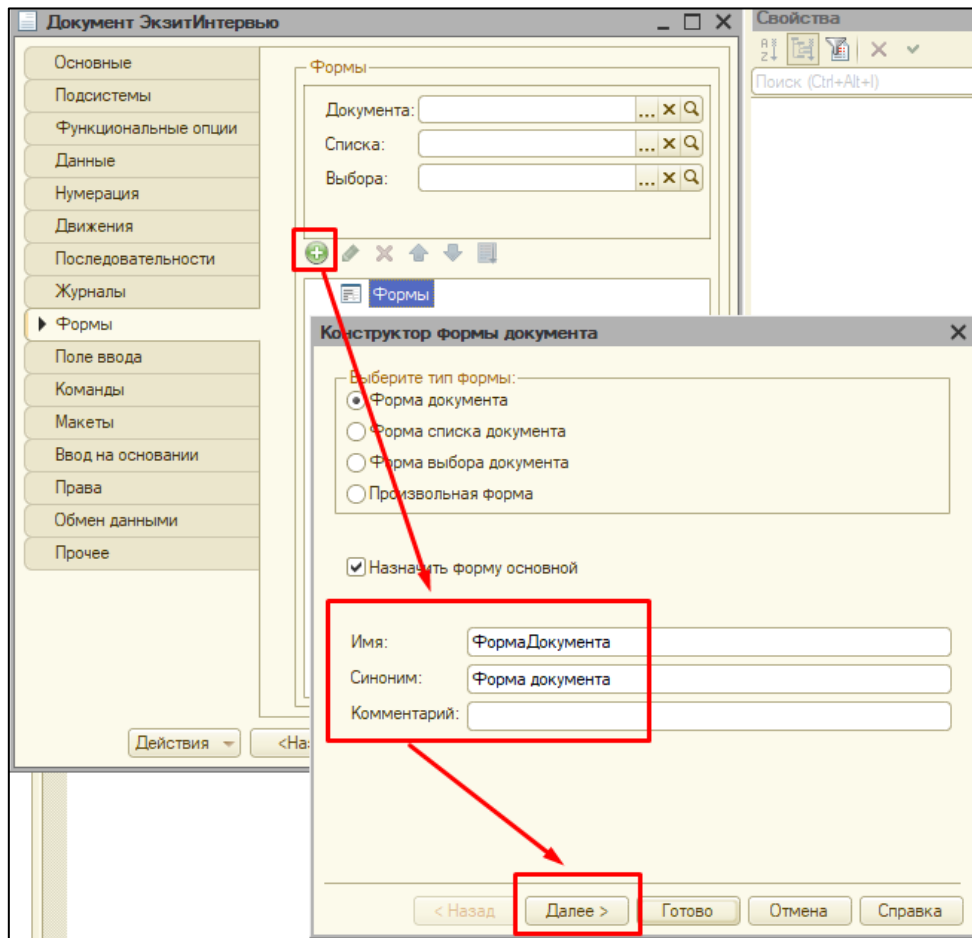 Документ ЭкзитИнтервью
Основные
Подсистемы
Функциональные опции
Данные
Нумерация
Движения
Последовательности
Журналы
Формы
Поле ввода
Команды
Макеты
Ввод на основании
Права
Обмен данными
Прочее
Формы
Документа:
Списка:
Выбора:
Формы
Действия
<На
Свойства
Поиск (Ctrl+Alt+I)
Конструктор формы документа
Выберите тип формы:
Форма документа
Форма списка документа
Форма выбора документа
Произвольная форма
Назначить форму основной
Имя: ФормаДокумента
Синоним: Форма документа
Комментарий:
< Назад Далее > Готово Отмена Справка